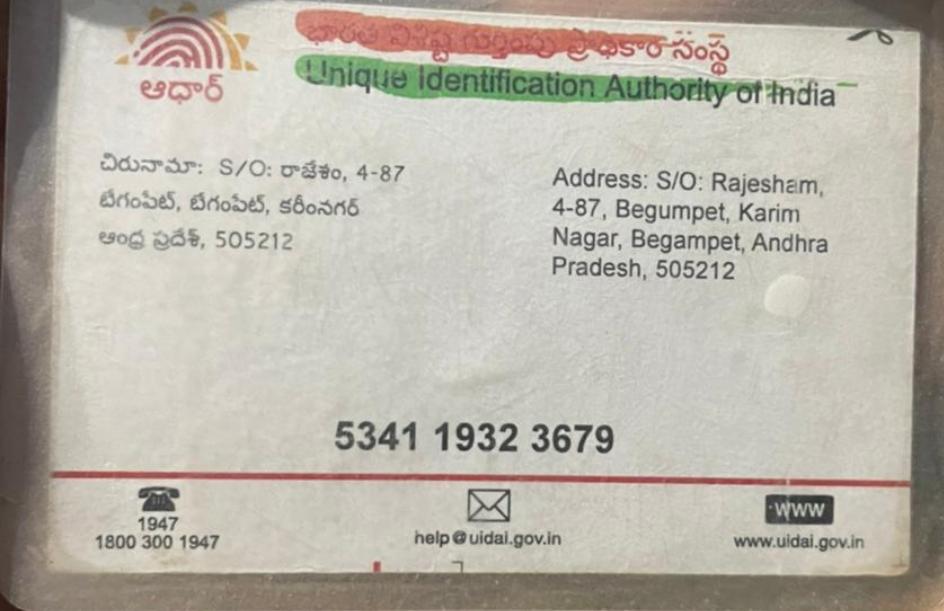 భారత విశిష్ట గుర్తింపు ప్రాధికార సంస్థ
Unique Identification Authority of India
ఆధార్
చిరునామా: S/O: రాజేశం, 4-87
బేగంపేట్, బేగంపేట్, కరీంనగర్
ఆంధ్ర ప్రదేశ్, 505212
Address: S/O: Rajesham,
4-87, Begumpet, Karim
Nagar, Begampet, Andhra
Pradesh, 505212
5341 1932 3679
1947
1800 300 1947
help@uidai.gov.in
WWW
www.uidai.gov.in